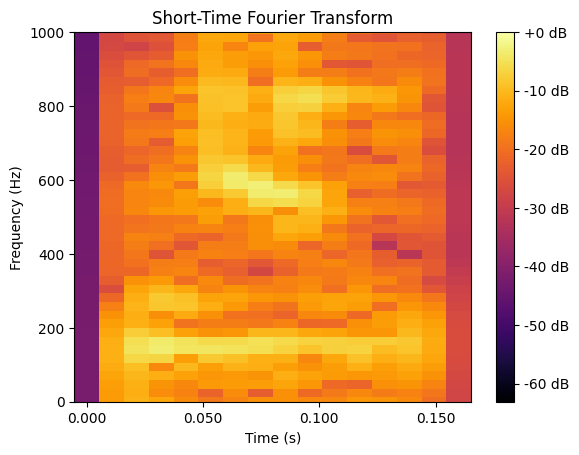 Short-Time Fourier Transform
Frequency (Hz)
1000
800
600
400
200
0
0.000
0.050
0.100
0.150
Time (s)
+0 dB
-10 dB
-20 dB
-30 dB
-40 dB
-50 dB
-60 dB